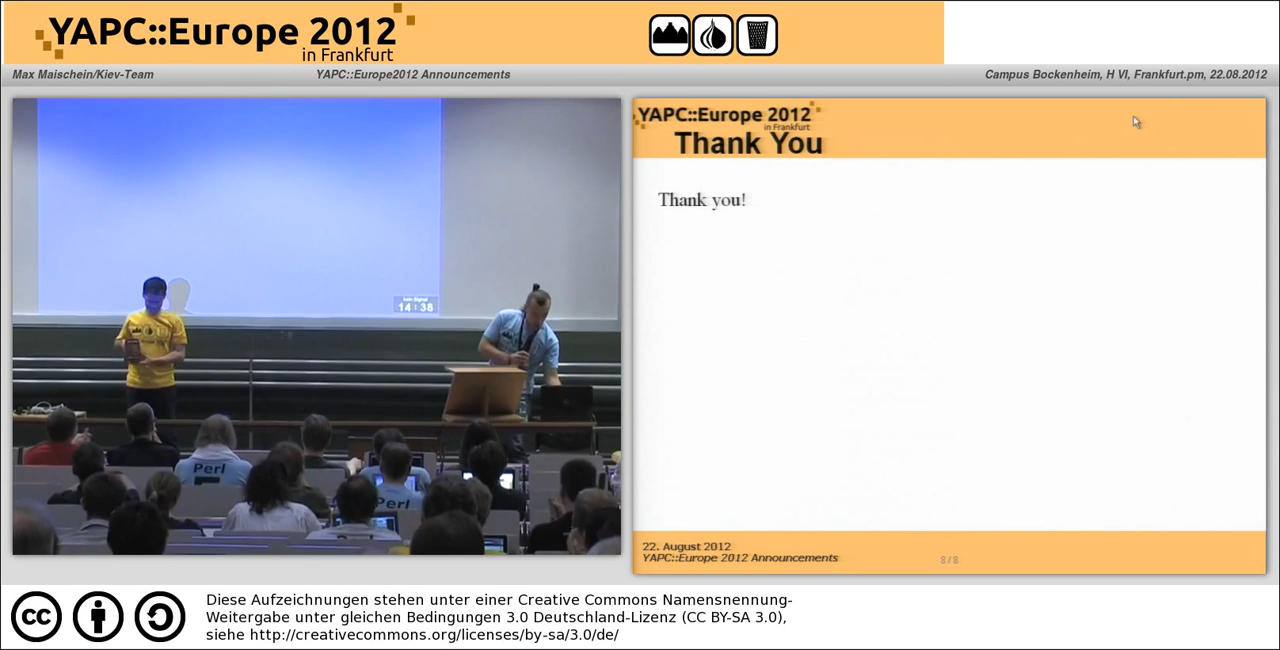 YAPC::Europe 2012
in Frankfurt
Max Maischein/Kiev-Team
YAPC::Europe2012 Announcements
Campus Bockenheim, H VI, Frankfurt.pm, 22.08.2012
kein Signal
14:38
Perl
Perl
YAPC::Europe 2012
in Frankfurt
Thank You
Thank you!
22. August 2012
YAPC::Europe 2012 Announcements
8/8
cc
Diese Aufzeichnungen stehen unter einer Creative Commons Namensnennung-
Weitergabe unter gleichen Bedingungen 3.0 Deutschland-Lizenz (CC BY-SA 3.0),
siehe http://creativecommons.org/licenses/by-sa/3.0/de/